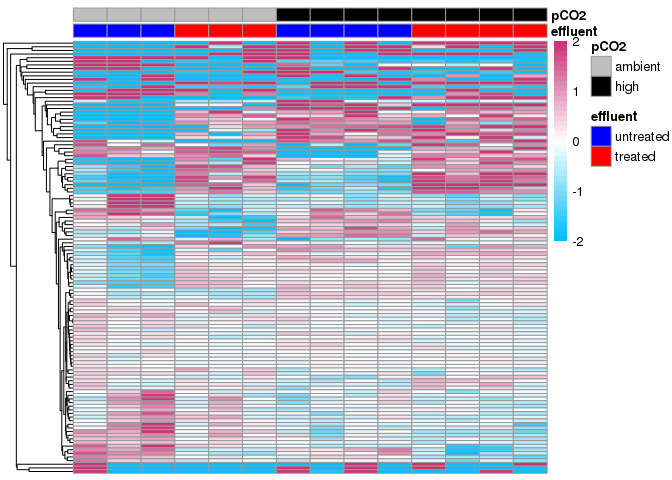 pCO2
effluent
2
1
0
-1
-2
pCO2
ambient
high
effluent
untreated
treated